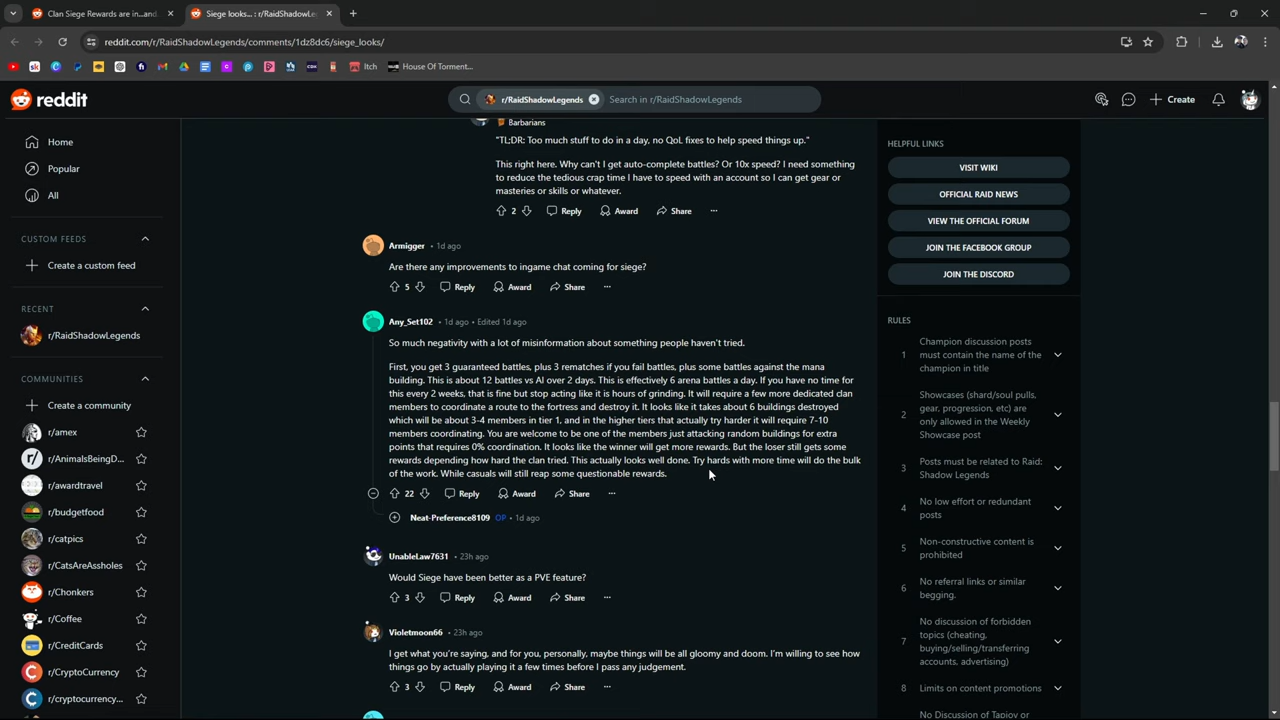 Clan Siege Rewards are in...and.
Siege looks... : r/RaidShadowLeg
reddit.com/r/RaidShadowLegends/comments/1dz8dc6/siege_looks/
Itch
House Of Torment...
reddit
r/RaidShadowLegends
Search in r/RaidShadowLegends
Create
Home
Popular
All
CUSTOM FEEDS
Create a custom feed
RECENT
r/RaidShadowLegends
COMMUNITIES
Create a community
r/amex
r/AnimalsBeingD...
r/awardtravel
r/budgetfood
r/catpics
r/CatsAreAssholes
r/Chonkers
r/Coffee
r/CreditCards
r/CryptoCurrency
r/cryptocurrency...
Barbarians
"TL;DR: Too much stuff to do in a day, no QoL fixes to help speed things up."
This right here. Why can't I get auto-complete battles? Or 10x speed? I need something
to reduce the tedious crap time I have to speed with an account so I can get gear or
masteries or skills or whatever.
2 Reply Award Share ...
Armigger • 1d ago
Are there any improvements to ingame chat coming for siege?
5 Reply Award Share ...
Any_Set102 • 1d ago • Edited 1d ago
So much negativity with a lot of misinformation about something people haven't tried.
First, you get 3 guaranteed battles, plus 3 rematches if you fail battles, plus some battles against the mana
building. This is about 12 battles vs AI over 2 days. This is effectively 6 arena battles a day. If you have no time for
this every 2 weeks, that is fine but stop acting like it is hours of grinding. It will require a few more dedicated clan
members to coordinate a route to the fortress and destroy it. It looks like it takes about 6 buildings destroyed
which will be about 3-4 members in tier 1, and in the higher tiers that actually try harder it will require 7-10
members coordinating. You are welcome to be one of the members just attacking random buildings for extra
points that requires 0% coordination. It looks like the winner will get more rewards. But the loser still gets some
rewards depending how hard the clan tried. This actually looks well done. Try hards with more time will do the bulk
of the work. While casuals will still reap some questionable rewards.
22 Reply Award Share ...
Neat-Preference8109 OP • 1d ago
UnableLaw7631 • 23h ago
Would Siege have been better as a PVE feature?
3 Reply Award Share ...
Violetmoon66 • 23h ago
I get what you're saying, and for you, personally, maybe things will be all gloomy and doom. I'm willing to see how
things go by actually playing it a few times before I pass any judgement.
3 Reply Award Share ...
HELPFUL LINKS
VISIT WIKI
OFFICIAL RAID NEWS
VIEW THE OFFICIAL FORUM
JOIN THE FACEBOOK GROUP
JOIN THE DISCORD
RULES
1 Champion discussion posts
must contain the name of the
champion in title
2 Showcases (shard/soul pulls,
gear, progression, etc) are
only allowed in the Weekly
Showcase post
3 Posts must be related to Raid:
Shadow Legends
4 No low effort or redundant
posts
5 Non-constructive content is
prohibited
6 No referral links or similar
begging.
7 No discussion of forbidden
topics (cheating,
buying/selling/transferring
accounts, advertising)
8 Limits on content promotions
No Discussion of Tapjoy or